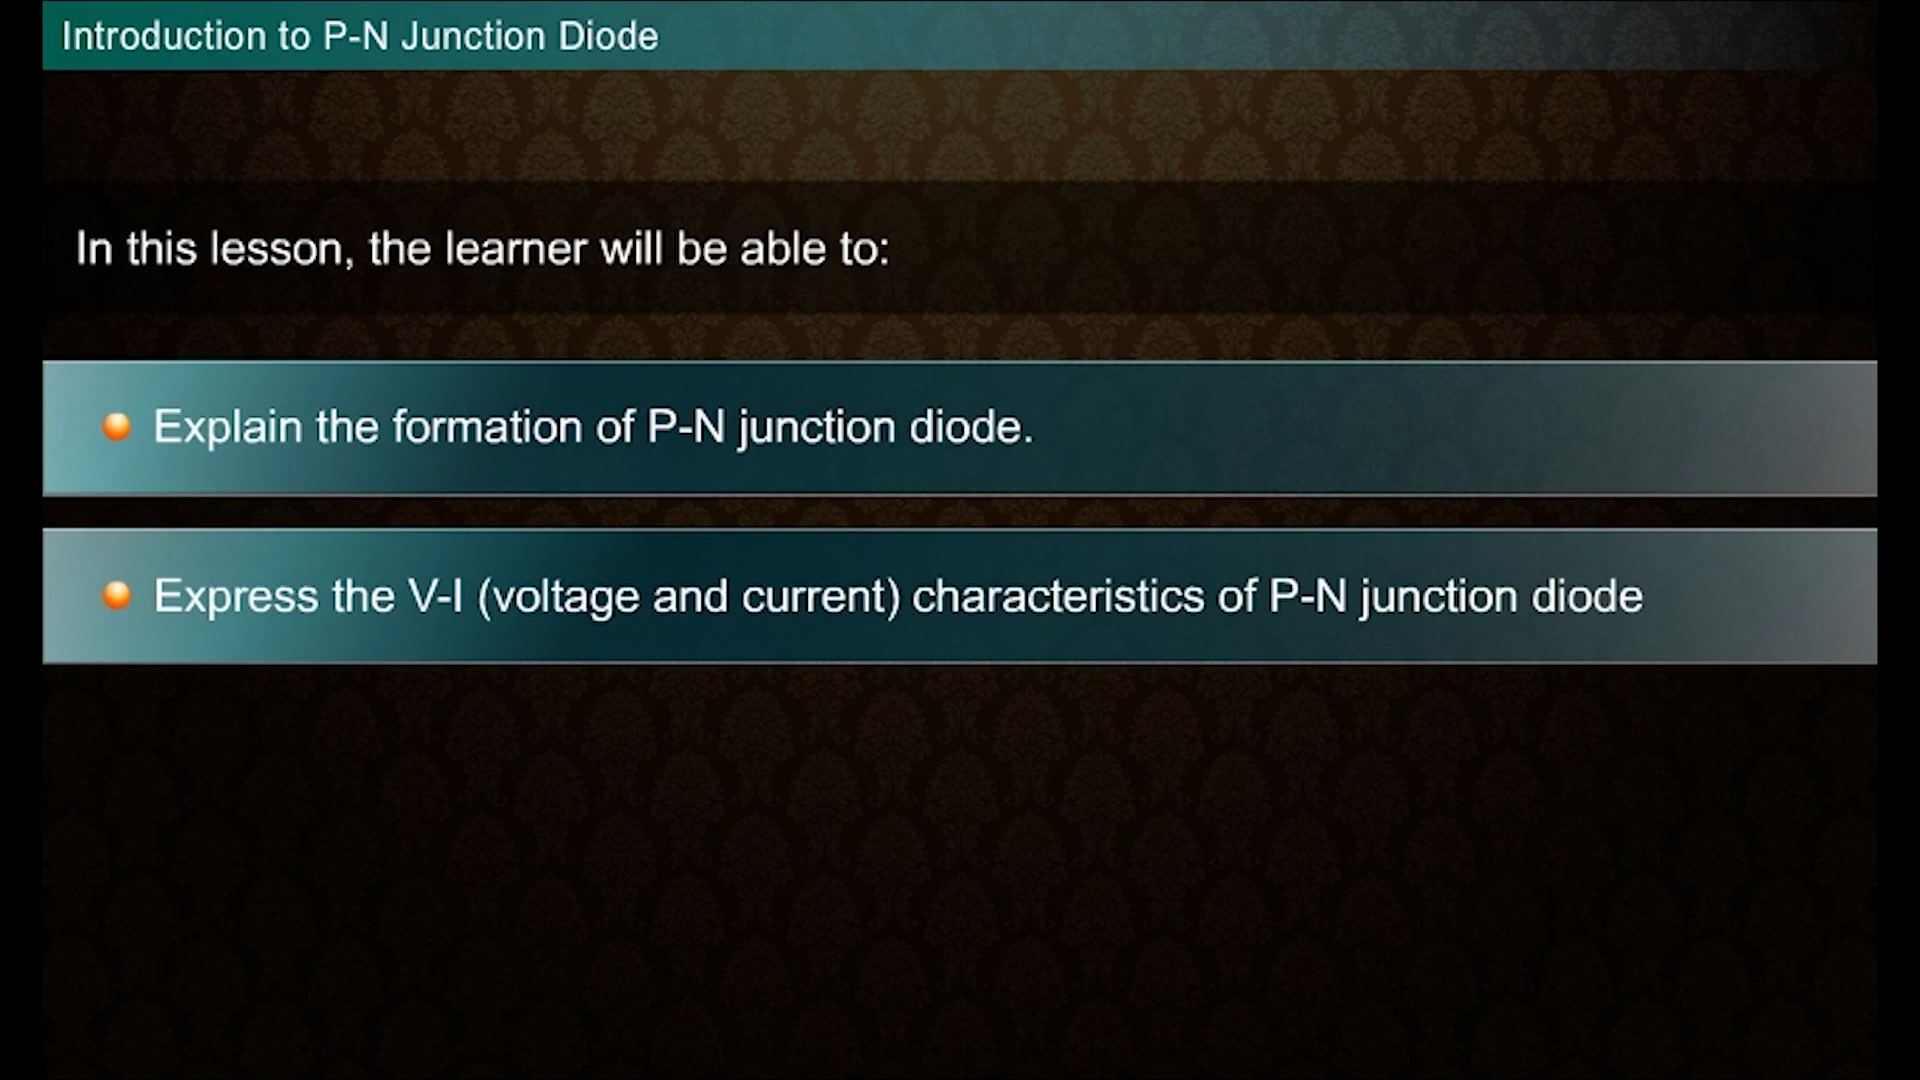 Introduction to P-N Junction Diode
In this lesson, the learner will be able to:
Explain the formation of P-N junction diode.
Express the V-I (voltage and current) characteristics of P-N junction diode